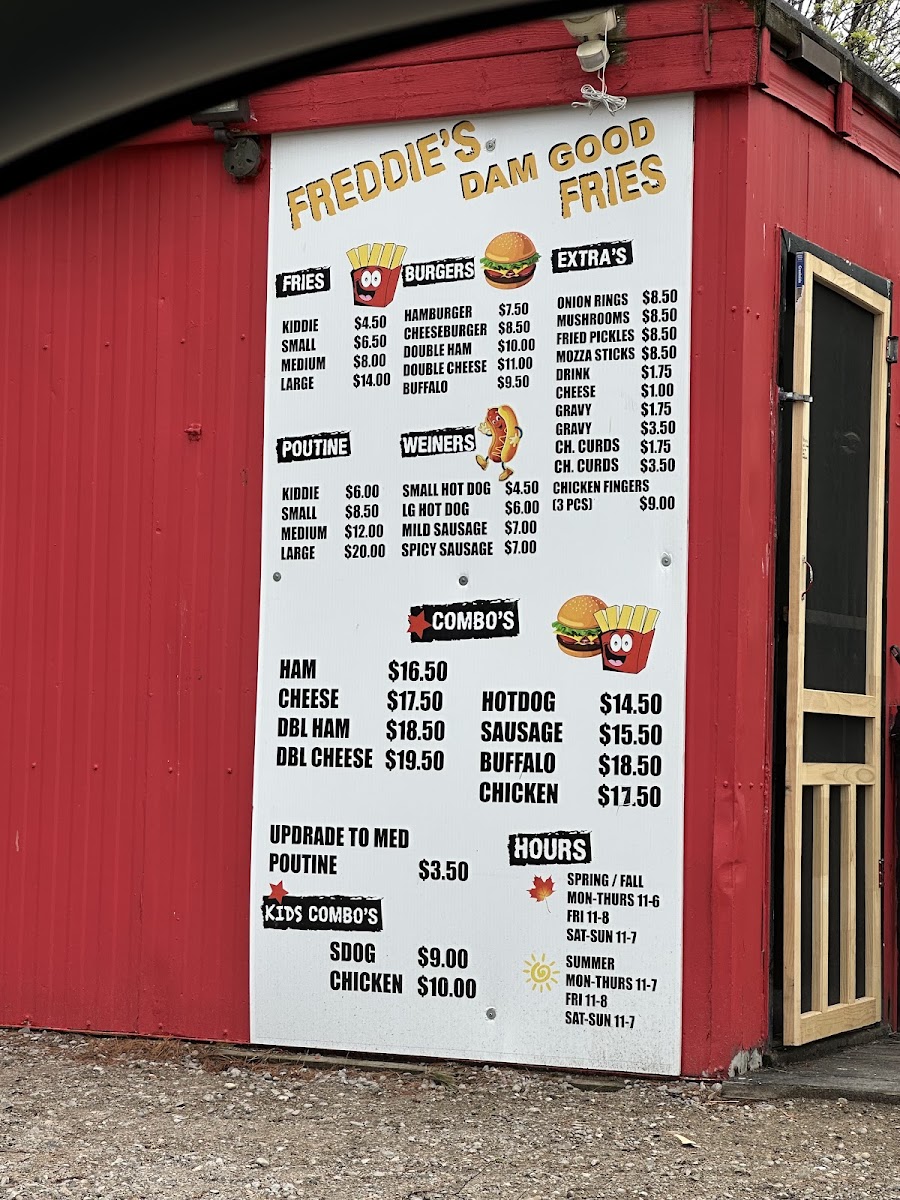 FREDDIE'S
DAM GOOD
FRIES
FRIES
KIDDIE $4.50
SMALL $6.50
MEDIUM $8.00
LARGE $14.00
BURGERS
HAMBURGER $7.50
CHEESEBURGER $8.50
DOUBLE HAM $10.00
DOUBLE CHEESE $11.00
BUFFALO $9.50
EXTRA'S
ONION RINGS $8.50
MUSHROOMS $8.50
FRIED PICKLES $8.50
MOZZA STICKS $8.50
DRINK $1.75
CHEESE $1.00
GRAVY $1.75
GRAVY $3.50
CH. CURDS $1.75
CH. CURDS $3.50
CHICKEN FINGERS
(3 PCS) $9.00
POUTINE
KIDDIE $6.00
SMALL $8.50
MEDIUM $12.00
LARGE $20.00
WEINERS
SMALL HOT DOG $4.50
LG HOT DOG $6.00
MILD SAUSAGE $7.00
SPICY SAUSAGE $7.00
COMBO'S
HAM $16.50
CHEESE $17.50
DBL HAM $18.50
DBL CHEESE $19.50
HOTDOG $14.50
SAUSAGE $15.50
BUFFALO $18.50
CHICKEN $17.50
UPDRADE TO MED
POUTINE $3.50
KIDS COMBO'S
SDOG $9.00
CHICKEN $10.00
HOURS
SPRING / FALL
MON-THURS 11-6
FRI 11-8
SAT-SUN 11-7
SUMMER
MON-THURS 11-7
FRI 11-8
SAT-SUN 11-7